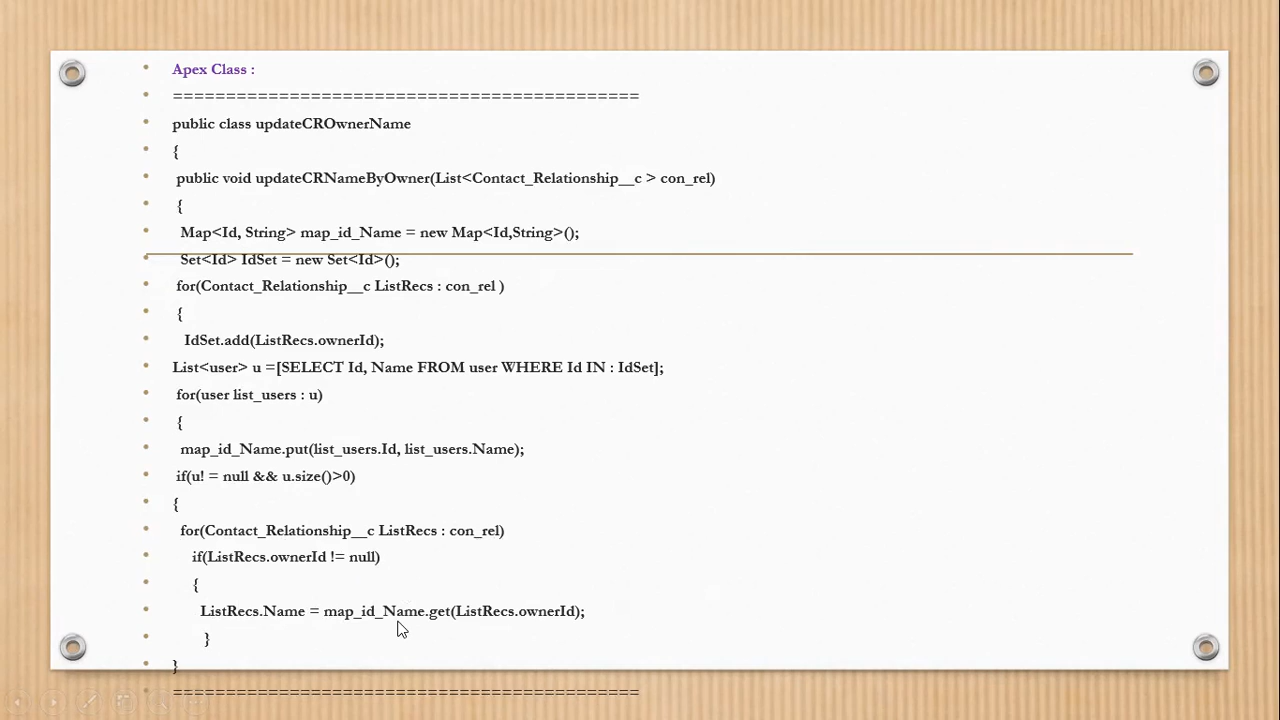 Apex Class :
============================================
public class updateCROwnerName
{
public void updateCRNameByOwner(List<Contact_Relationship__c > con_rel)
{
Map<Id, String> map_id_Name = new Map<Id,String>();
Set<Id> IdSet = new Set<Id>();
for(Contact_Relationship__c ListRecs : con_rel )
{
IdSet.add(ListRecs.ownerId);
List<user> u =[SELECT Id, Name FROM user WHERE Id IN : IdSet];
for(user list_users : u)
{
map_id_Name.put(list_users.Id, list_users.Name);
if(u! = null && u.size()>0)
{
for(Contact_Relationship__c ListRecs : con_rel)
if(ListRecs.ownerId != null)
{
ListRecs.Name = map_id_Name.get(ListRecs.ownerId);
}
}
============================================